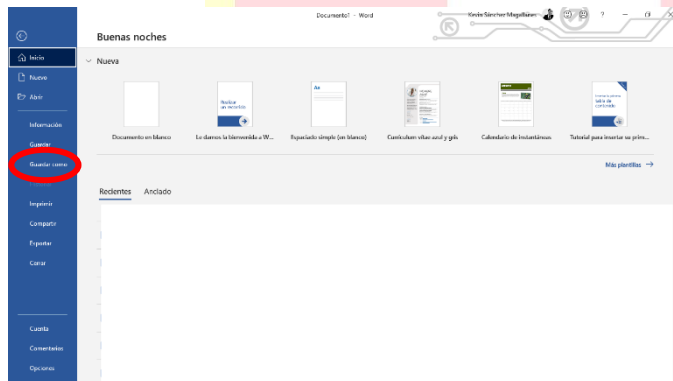 Documento1 - Word
Kevin Sánchez Magallanes
?
Buenas noches
Inicio
Nuevo
Abrir
Información
Guardar
Guardar como
Imprimir
Compartir
Exportar
Cerrar
Cuenta
Comentarios
Opciones
Nueva
Aa
Documento en blanco
Le damos la bienvenida a W...
Espaciado simple (en blanco)
Currículum vítae azul y gris
Calendario de instantáneas
Tutorial para insertar su prim...
Más plantillas
Recientes
Anclado